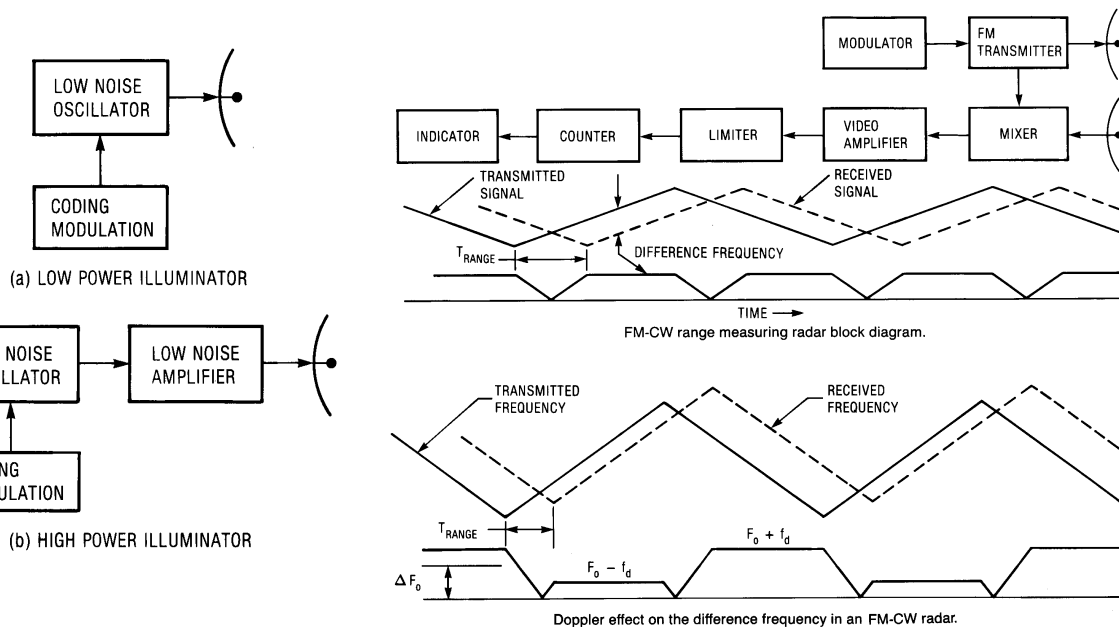 LOW NOISE
OSCILLATOR
CODING
MODULATION
(a) LOW POWER ILLUMINATOR
NOISE
LLATOR
LOW NOISE
AMPLIFIER
NG
ULATION
(b) HIGH POWER ILLUMINATOR
MODULATOR
FM
TRANSMITTER
INDICATOR
COUNTER
LIMITER
VIDEO
AMPLIFIER
MIXER
TRANSMITTED
SIGNAL
RECEIVED
SIGNAL
T RANGE
DIFFERENCE FREQUENCY
TIME
FM-CW range measuring radar block diagram.
TRANSMITTED
FREQUENCY
RECEIVED
FREQUENCY
T RANGE
Fo + fd
Fo − fd
Δ Fo
Doppler effect on the difference frequency in an FM-CW radar.